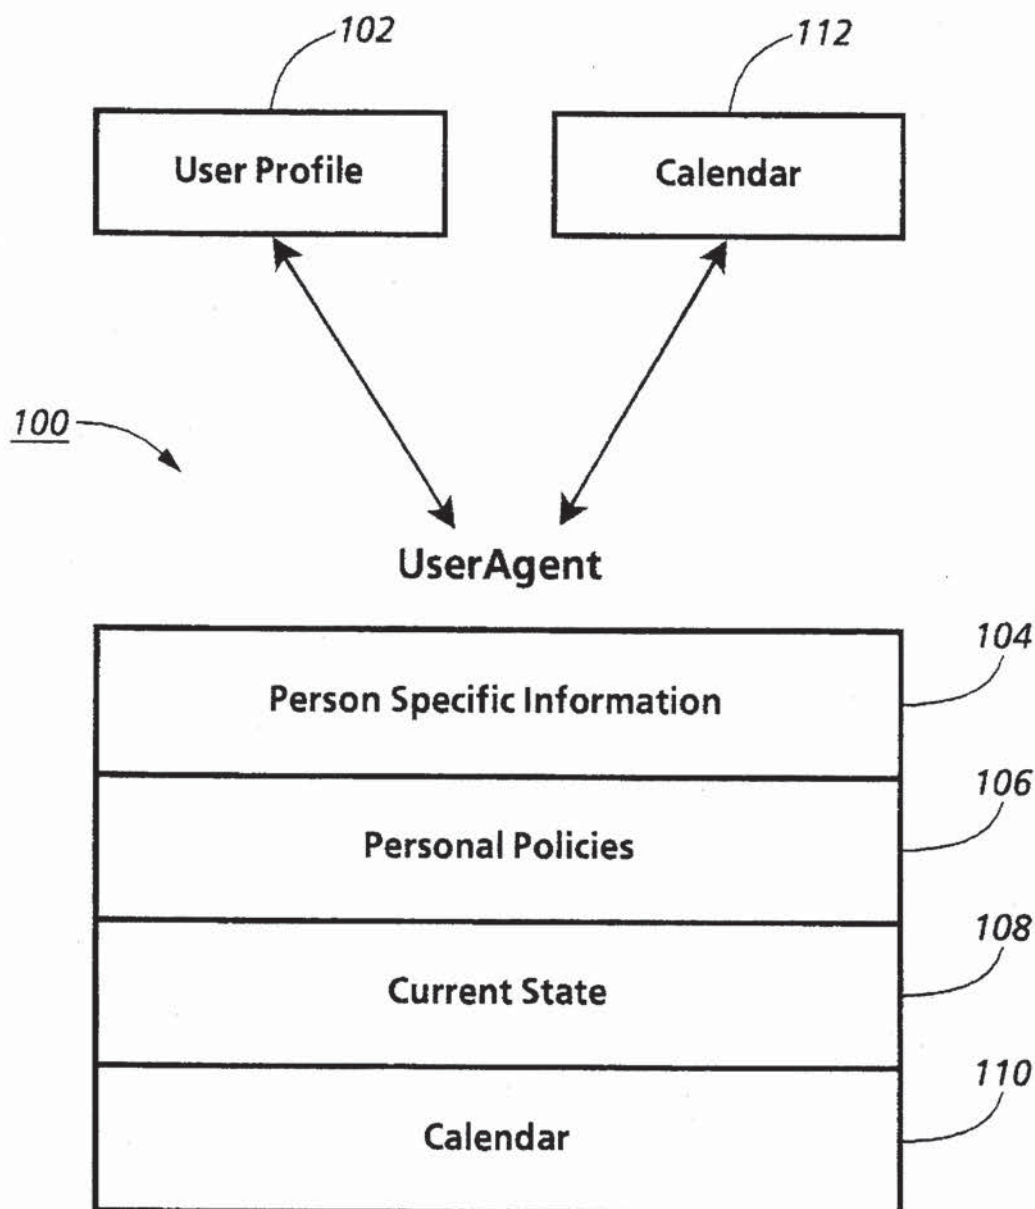 102
112
User Profile
Calendar
100
UserAgent
104
Person Specific Information
106
Personal Policies
108
Current State
110
Calendar